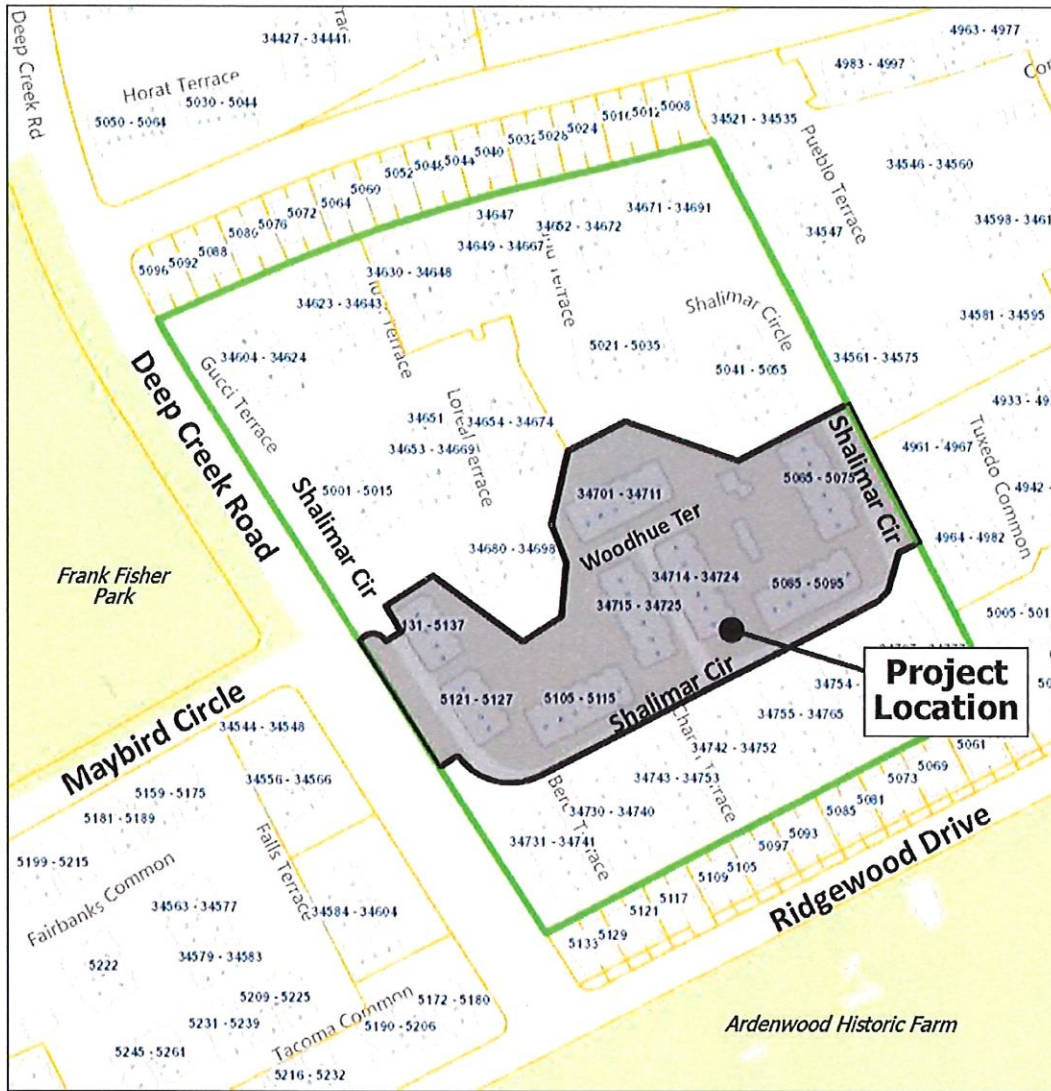 Deep Creek Rd
34427 - 34441
Horat Terrace
5050 - 5064
5030 - 5044
4963 - 4977
4983 - 4997
5096
5092
5088
5086
5076
5072
5064
5060
5052
5048
5044
5040
5032
5028
5024
5016
5012
5008
34521 - 34535
Pueblo Terrace
34546 - 34560
34547
34581 - 34595
34561 - 34575
34671 - 34691
34647
34652 - 34672
34649 - 34667
Terrace
34630 - 34648
34623 - 34643
Terrace
Shalimar Circle
5021 - 5035
5041 - 5055
34604 - 34624
Gucci Terrace
34651
34653 - 34669
Loreal Terrace
34654 - 34674
5001 - 5015
34680 - 34698
Deep Creek Road
Shalimar Cir
Frank Fisher
Park
34701 - 34711
Woodhue Ter
5065 - 5075
Shalimar Cir
34714 - 34724
34715 - 34725
5085 - 5095
5121 - 5127
5105 - 5115
Shalimar Cir
4961 - 4967
Tuxedo Common
4964 - 4982
Project
Location
Maybird Circle
34544 - 34548
34556 - 34566
5159 - 5175
5181 - 5189
5199 - 5215
Fairbanks Common
Falls Terrace
34563 - 34577
34584 - 34604
34579 - 34583
5222
5209 - 5225
5231 - 5239
5245 - 5261
Tacoma Common
5172 - 5180
5190 - 5206
5216 - 5232
34755 - 34765
34742 - 34752
34743 - 34753
Terrace
34730 - 34740
34731 - 34741
Terrace
5061
5069
5073
5081
5085
5093
5097
5105
5109
5117
5121
5129
5133
Ridgewood Drive
Ardenwood Historic Farm